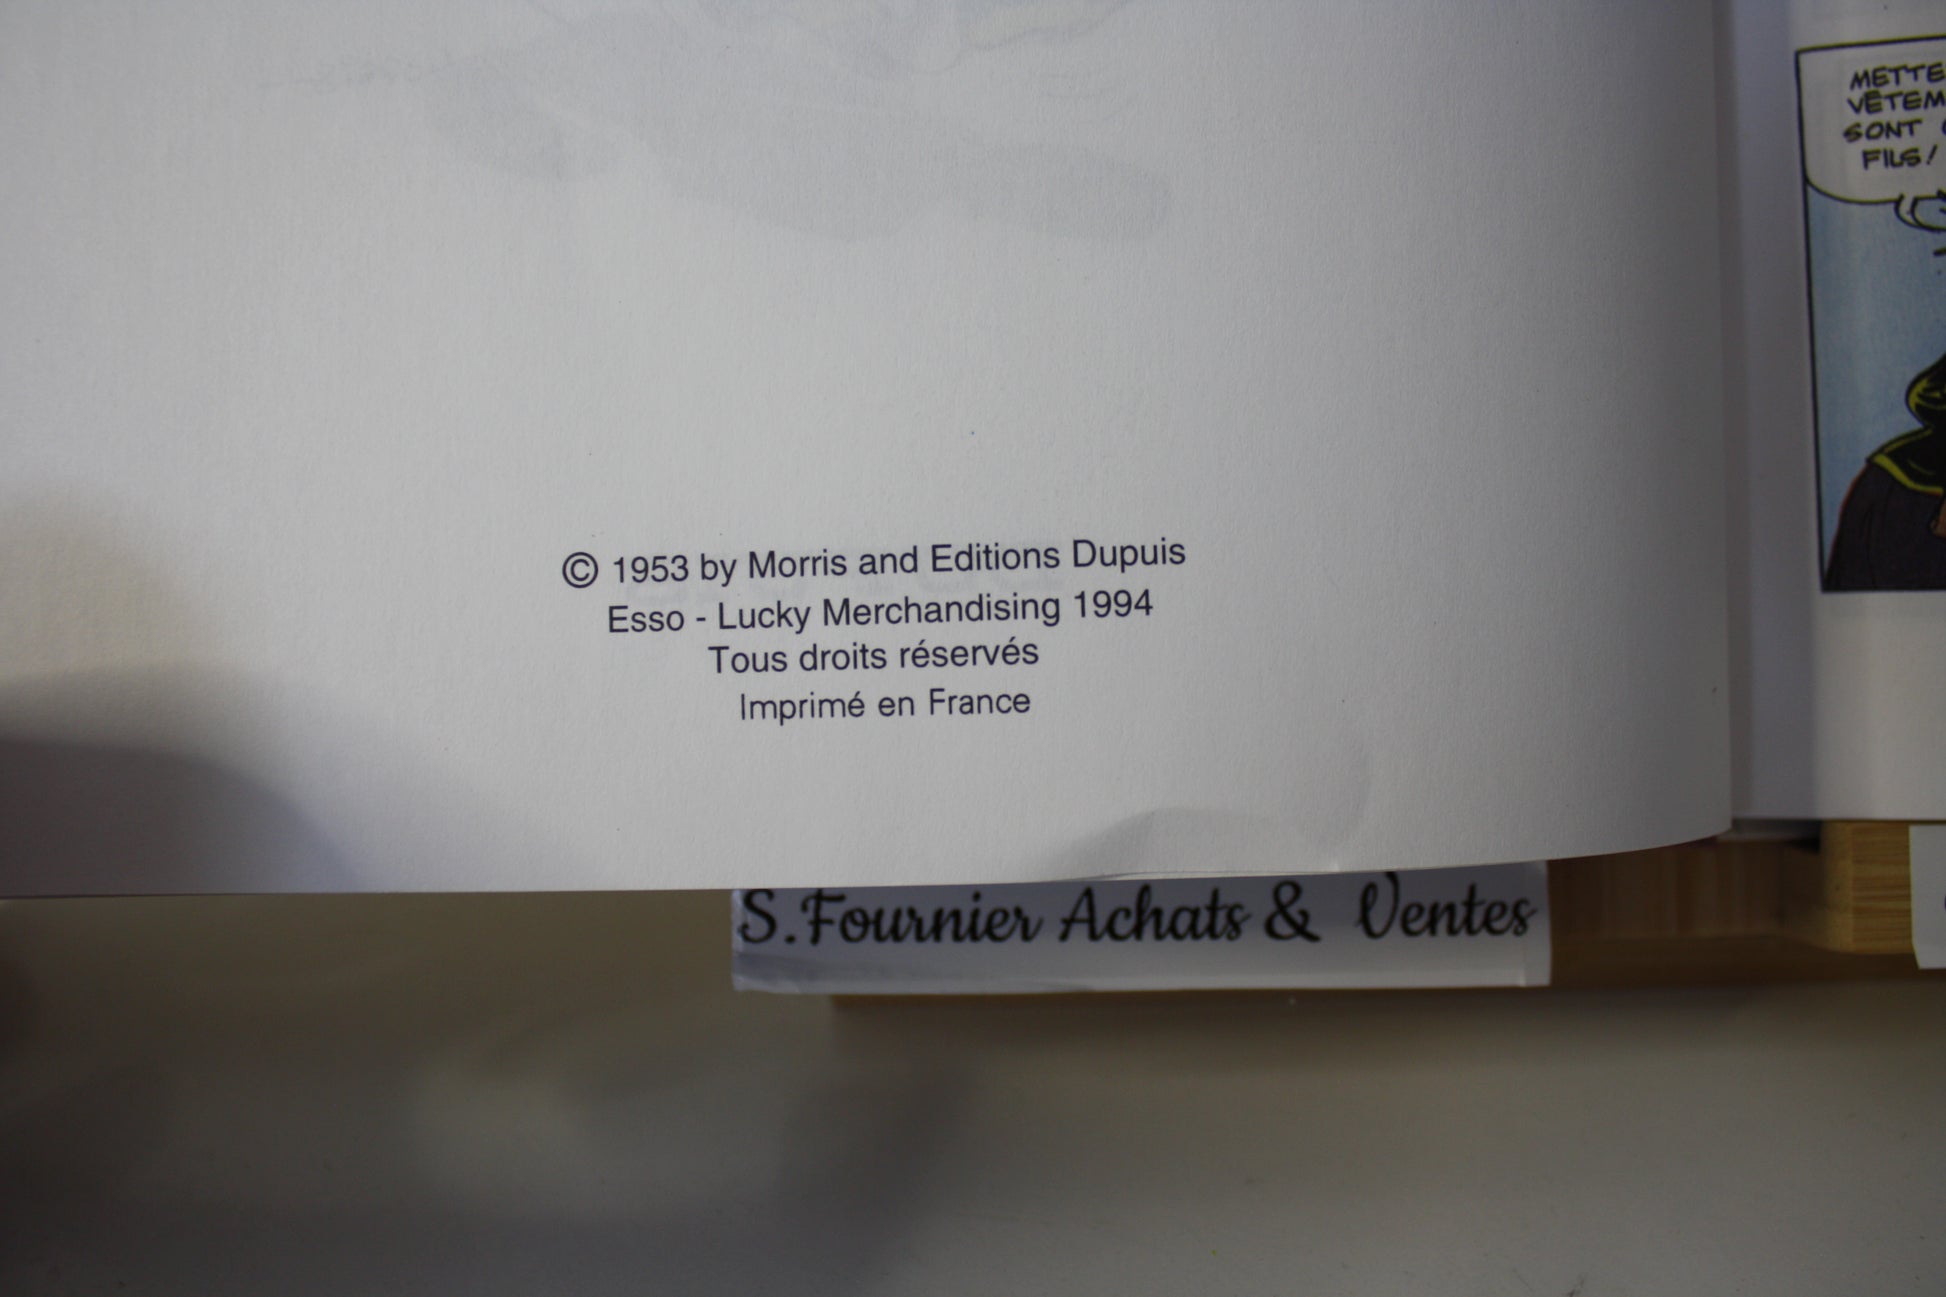 © 1953 by Morris and Editions Dupuis
Esso - Lucky Merchandising 1994
Tous droits réservés
Imprimé en France
S.Fournier Achats & Ventes
SONT
FILS!